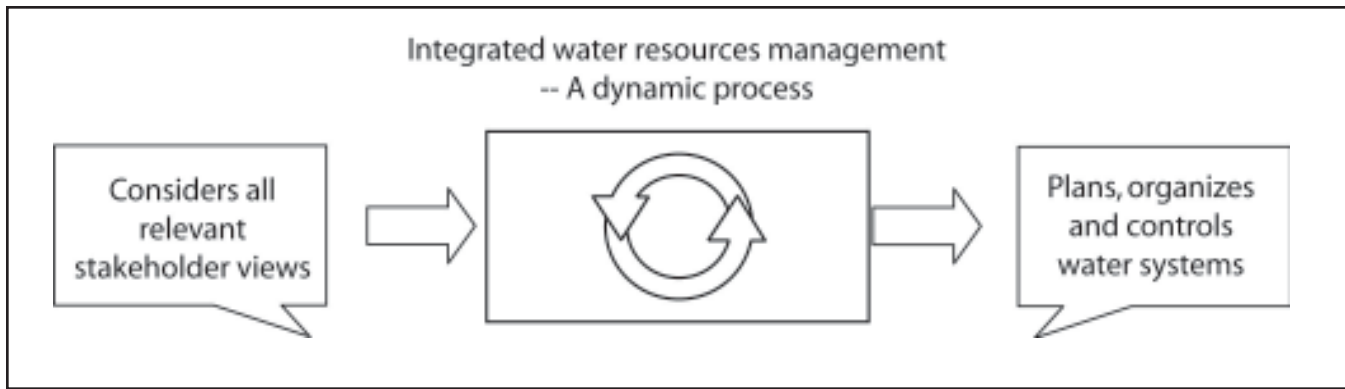 Integrated water resources management
-- A dynamic process
Considers all
relevant
stakeholder views
Plans, organizes
and controls
water systems